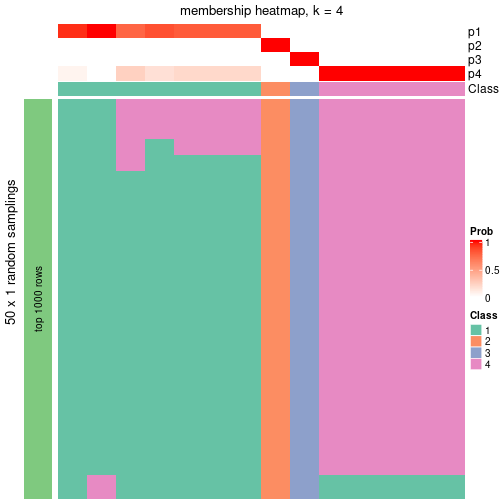 membership heatmap, k = 4
p1
p2
p3
p4
Class
50 x 1 random samplings
top 1000 rows
Prob
1
0.5
0
Class
1
2
3
4